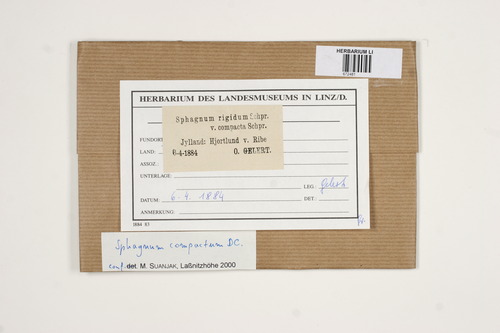 HERBARIUM LI
HERBARIUM DES LANDESMUSEUMS IN LINZ/D.
Sphagnum rigidum Schpr.
v. compacta Schpr.
Jylland: Hjortlund v. Ribe
6-4-1884 O. GELERT.
FUNDORT
LAND:
ASSOZ.:
UNTERLAGE:
LEG.: Gelert
DATUM: 6. 4. 1884 DET.:
ANMERKUNG:
H84 85
Sphagnum compactum DC.
conf. det. M. SUANJAK, Laßnitzhöhe 2000